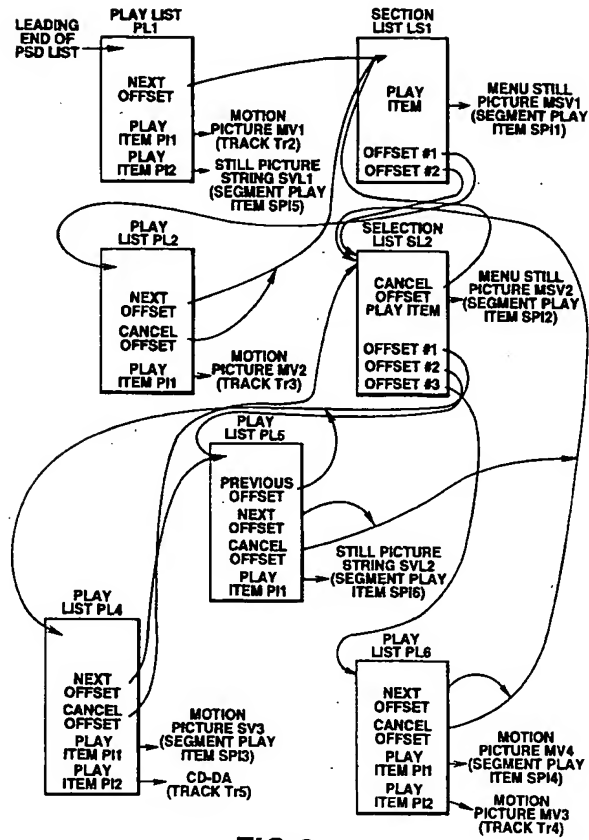 PLAY LIST
PL1
LEADING
END OF
PSD LIST
NEXT
OFFSET
PLAY
ITEM PI1
PLAY
ITEM PI2
MOTION
PICTURE MV1
(TRACK Tr2)
STILL PICTURE
STRING SVL1
(SEGMENT PLAY
ITEM SPI5)
SECTION
LIST LS1
PLAY
ITEM
OFFSET #1
OFFSET #2
MENU STILL
PICTURE MSV1
(SEGMENT PLAY
ITEM SPI1)
PLAY
LIST PL2
NEXT
OFFSET
CANCEL
OFFSET
PLAY
ITEM PI1
MOTION
PICTURE MV2
(TRACK Tr3)
SELECTION
LIST SL2
CANCEL
OFFSET
PLAY ITEM
OFFSET #1
OFFSET #2
OFFSET #3
MENU STILL
PICTURE MSV2
(SEGMENT PLAY
ITEM SPI2)
PLAY
LIST PL5
PREVIOUS
OFFSET
NEXT
OFFSET
CANCEL
OFFSET
PLAY
ITEM PI1
STILL PICTURE
STRING SVL2
(SEGMENT PLAY
ITEM SPI6)
PLAY
LIST PL4
NEXT
OFFSET
CANCEL
OFFSET
PLAY
ITEM PI1
PLAY
ITEM PI2
MOTION
PICTURE SV3
(SEGMENT PLAY
ITEM SPI3)
CD-DA
(TRACK Tr5)
PLAY
LIST PL6
NEXT
OFFSET
CANCEL
OFFSET
PLAY
ITEM PI1
PLAY
ITEM PI2
MOTION
PICTURE MV4
(SEGMENT PLAY
ITEM SPI4)
MOTION
PICTURE MV3
(TRACK Tr4)